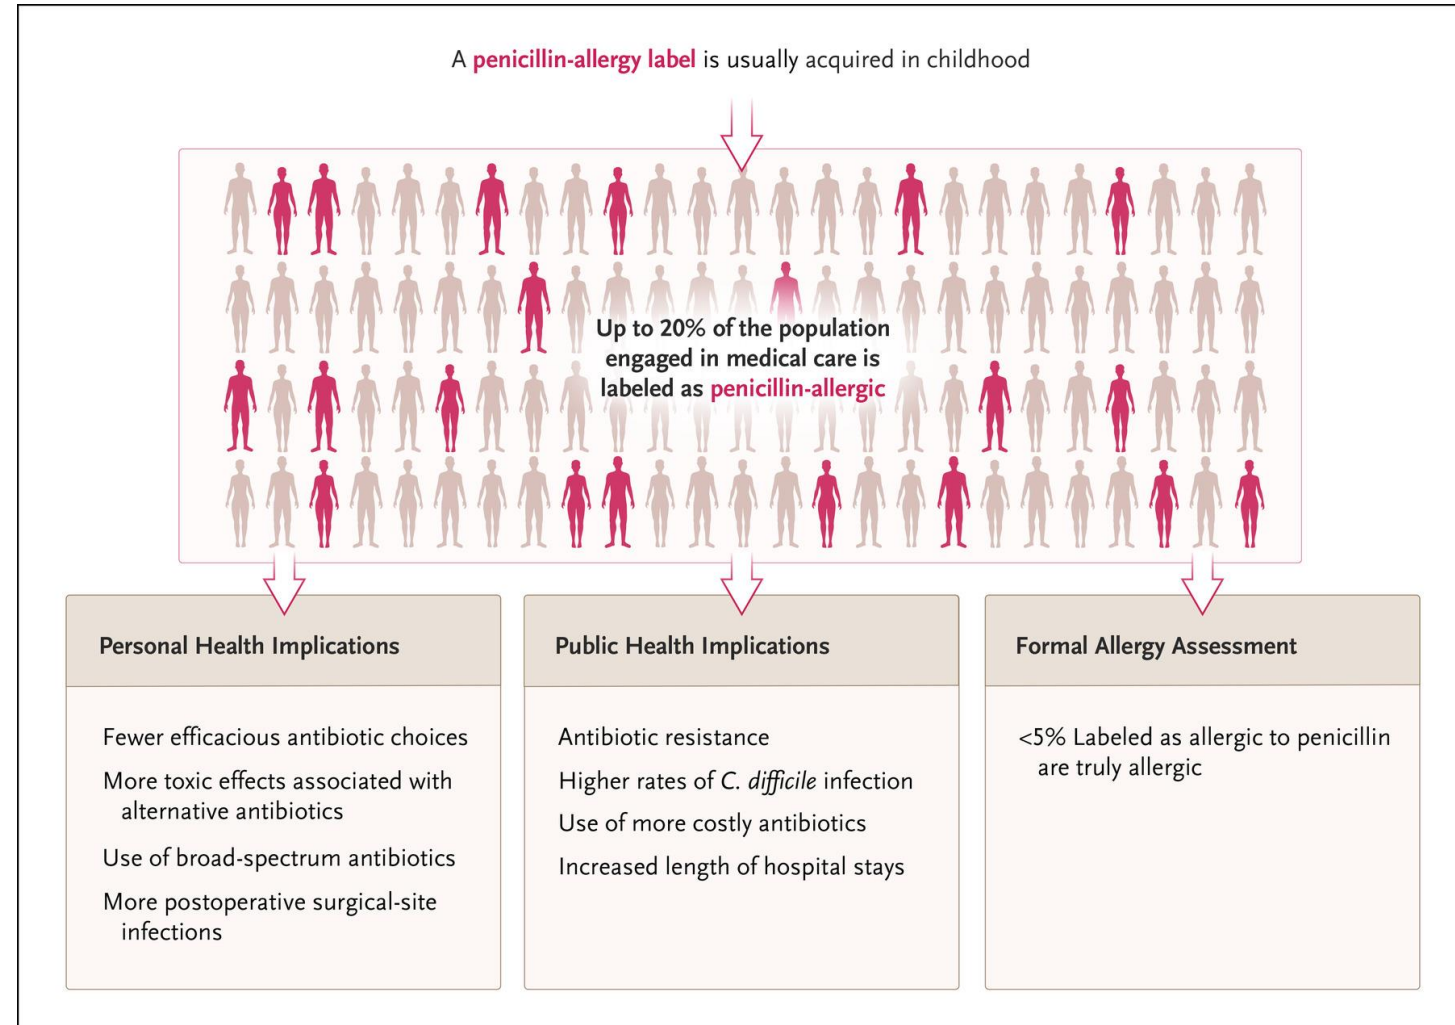 A penicillin-allergy label is usually acquired in childhood
Up to 20% of the population
engaged in medical care is
labeled as penicillin-allergic
Personal Health Implications
Fewer efficacious antibiotic choices
More toxic effects associated with
alternative antibiotics
Use of broad-spectrum antibiotics
More postoperative surgical-site
infections
Public Health Implications
Antibiotic resistance
Higher rates of C. difficile infection
Use of more costly antibiotics
Increased length of hospital stays
Formal Allergy Assessment
<5% Labeled as allergic to penicillin
are truly allergic